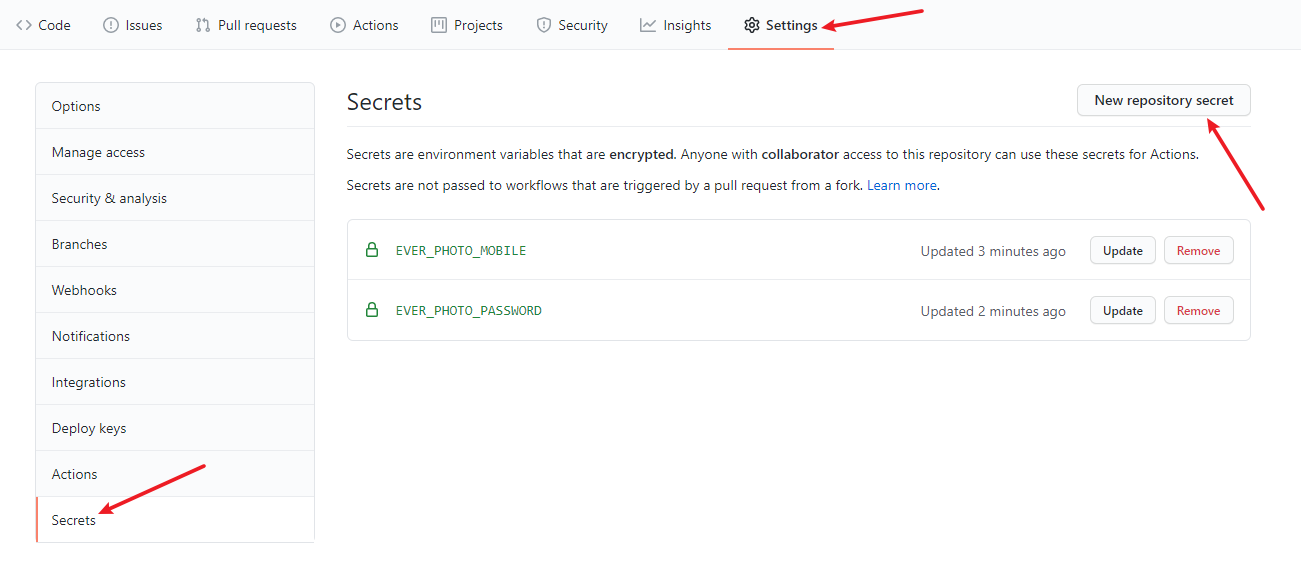 Code Issues Pull requests Actions Projects Security Insights Settings
Options
Manage access
Security & analysis
Branches
Webhooks
Notifications
Integrations
Deploy keys
Actions
Secrets
Secrets New repository secret
Secrets are environment variables that are encrypted. Anyone with collaborator access to this repository can use these secrets for Actions.
Secrets are not passed to workflows that are triggered by a pull request from a fork. Learn more.
EVER_PHOTO_MOBILE Updated 3 minutes ago Update Remove
EVER_PHOTO_PASSWORD Updated 2 minutes ago Update Remove